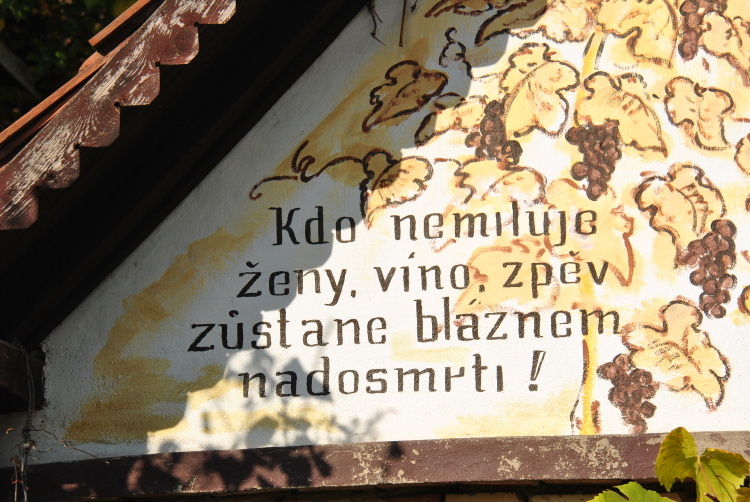 Kdo nemiluje
ženy, víno, zpěv
zůstane bláznem
nadosmrti !